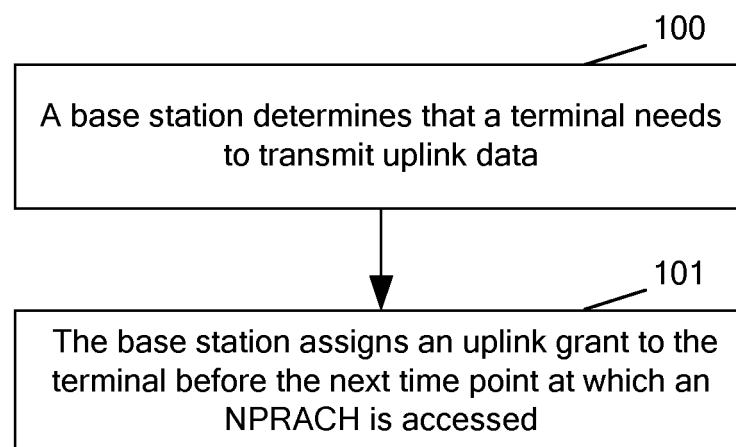 100
A base station determines that a terminal needs
to transmit uplink data
101
The base station assigns an uplink grant to the
terminal before the next time point at which an
NPRACH is accessed